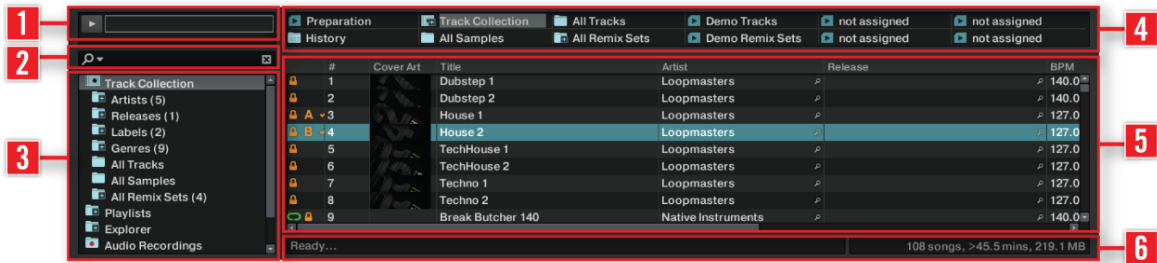 1
2
3
Track Collection
Artists (5)
Releases (1)
Labels (2)
Genres (9)
All Tracks
All Samples
All Remix Sets (4)
Playlists
Explorer
Audio Recordings
Preparation Track Collection All Tracks Demo Tracks not assigned not assigned
History All Samples All Remix Sets Demo Remix Sets not assigned not assigned
4
# Cover Art Title Artist Release BPM
1 Dubstep 1 Loopmasters 140.0
2 Dubstep 2 Loopmasters 140.0
A 3 House 1 Loopmasters 127.0
B 4 House 2 Loopmasters 127.0
5 TechHouse 1 Loopmasters 127.0
6 TechHouse 2 Loopmasters 127.0
7 Techno 1 Loopmasters 127.0
8 Techno 2 Loopmasters 127.0
9 Break Butcher 140 Native Instruments 140.0
5
Ready... 108 songs, >45.5 mins, 219.1 MB
6